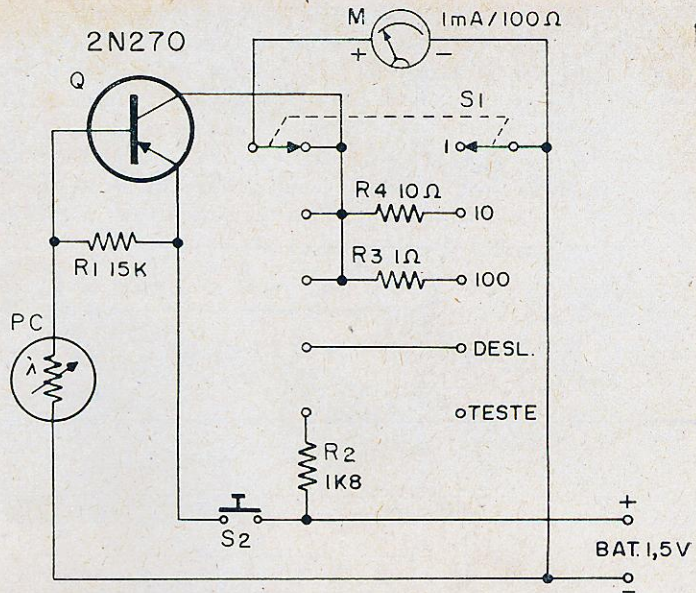 M
1mA/100Ω
2N270
+
−
Q
S1
1
R4 10Ω
10
R1 15K
R3 1Ω
100
PC
λ
DESL.
TESTE
R2
1K8
+
S2
BAT. 1,5V
−